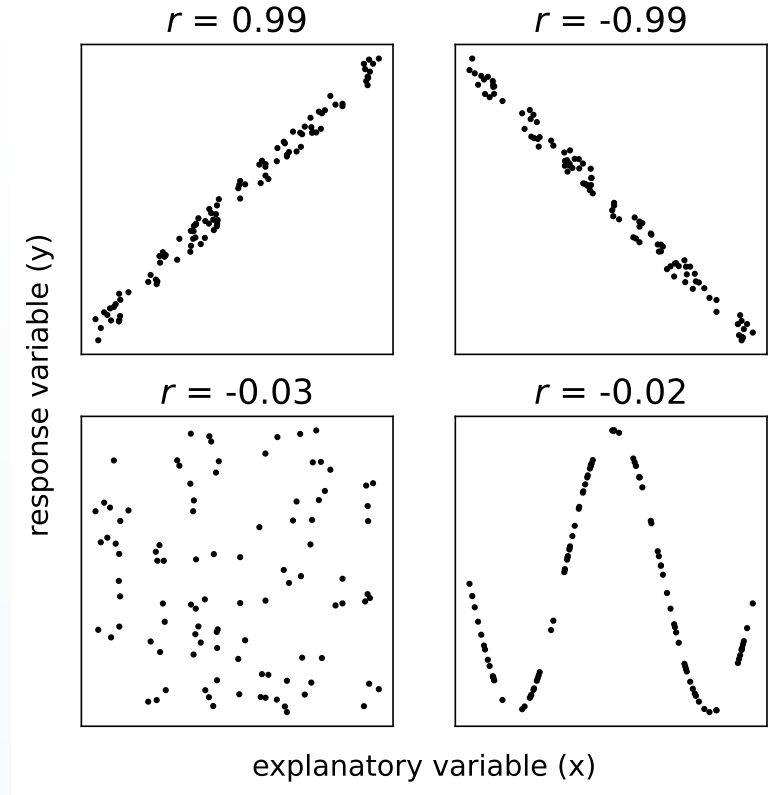 r = 0.99
r = -0.99
r = -0.03
r = -0.02
response variable (y)
explanatory variable (x)